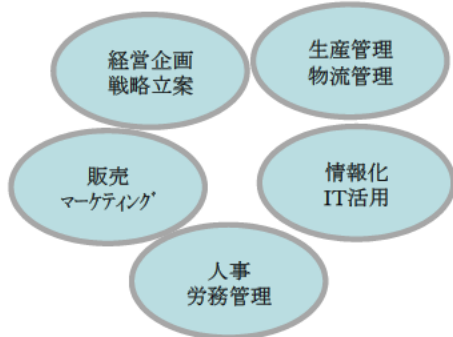 経営企画
戦略立案
生産管理
物流管理
販売
マーケティング
情報化
IT活用
人事
労務管理